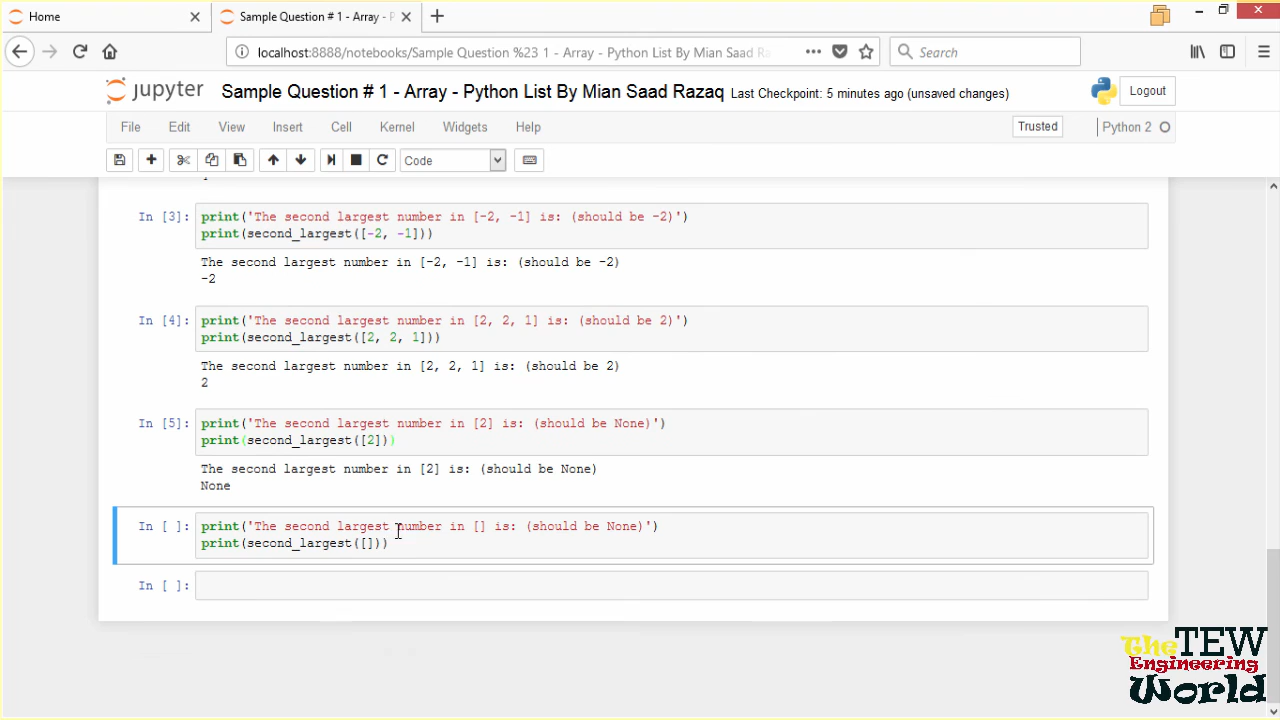 Home
Sample Question # 1 - Array - P
localhost:8888/notebooks/Sample Question %23 1 - Array - Python List By Mian Saad Ra
Search
jupyter
Sample Question # 1 - Array - Python List By Mian Saad Razaq Last Checkpoint: 5 minutes ago (unsaved changes)
Logout
File Edit View Insert Cell Kernel Widgets Help
Trusted
Python 2
Code
In [3]: print('The second largest number in [-2, -1] is: (should be -2)')
print(second_largest([-2, -1]))
The second largest number in [-2, -1] is: (should be -2)
-2
In [4]: print('The second largest number in [2, 2, 1] is: (should be 2)')
print(second_largest([2, 2, 1]))
The second largest number in [2, 2, 1] is: (should be 2)
2
In [5]: print('The second largest number in [2] is: (should be None)')
print(second_largest([2]))
The second largest number in [2] is: (should be None)
None
In [ ]: print('The second largest number in [] is: (should be None)')
print(second_largest([]))
In [ ]:
The TEW
Engineering
World